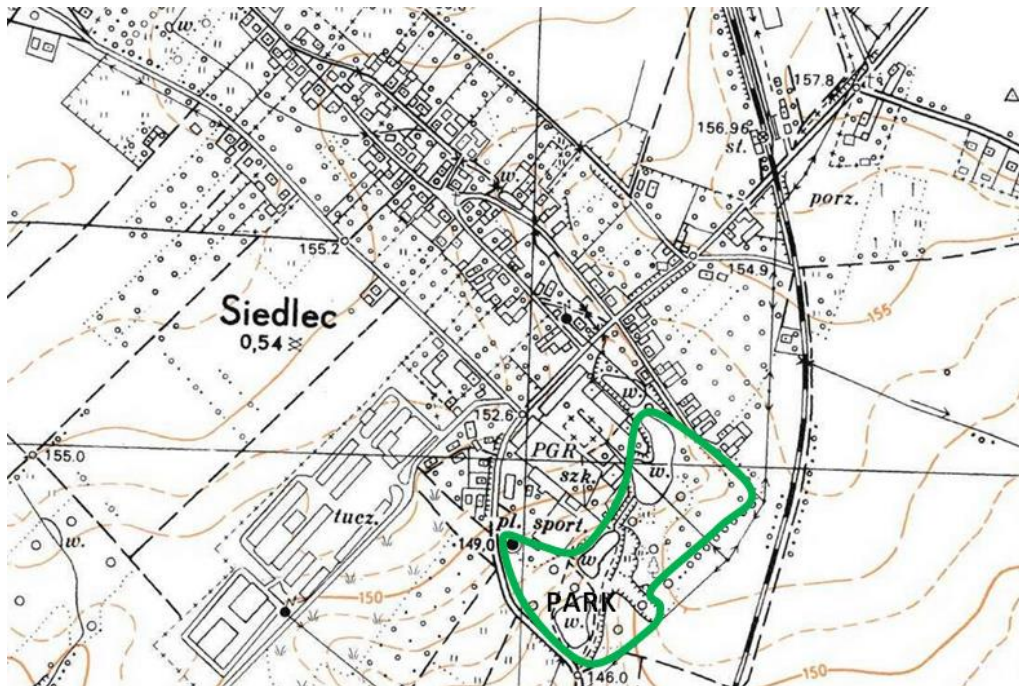 w.
157.8
156.96
st.
w.
porz.
155.2
154.9
Siedlec
0,54
155
w.
152.6
155.0
PGR
w.
szk.
tucz.
w.
pl. sport.
149.0
w.
150
PARK
w.
146.0
150